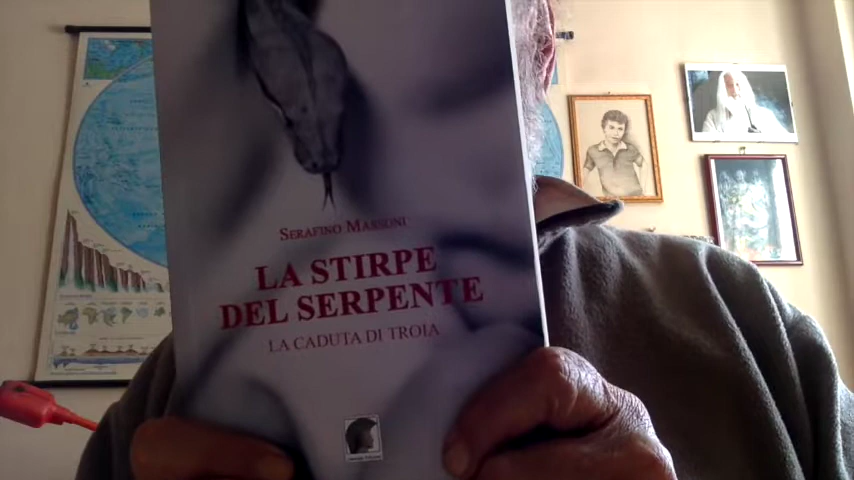 SERAFINO MASSONI
LA STIRPE
DEL SERPENTE
LA CADUTA DI TROIA